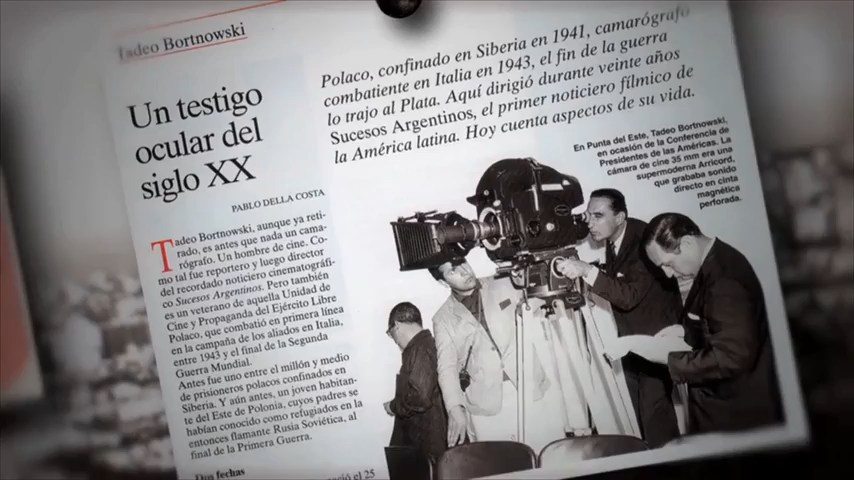 Tadeo Bortnowski
Un testigo
ocular del
siglo XX
PABLO DELLA COSTA
Polaco, confinado en Siberia en 1941, camarógrafo
combatiente en Italia en 1943, el fin de la guerra
lo trajo al Plata. Aquí dirigió durante veinte años
Sucesos Argentinos, el primer noticiero fílmico de
la América latina. Hoy cuenta aspectos de su vida.
En Punta del Este, Tadeo Bortnowski,
en ocasión de la Conferencia de
Presidentes de las Américas. La
cámara de cine 35 mm era una
supermoderna Arricord,
que grababa sonido
directo en cinta
magnética
perforada.
Tadeo Bortnowski, aunque ya reti-
rado, es antes que nada un cama-
rógrafo. Un hombre de cine. Co-
mo tal fue reportero y luego director
del recordado noticiero cinematográfi-
co Sucesos Argentinos. Pero también
es un veterano de aquella Unidad de
Cine y Propaganda del Ejército Libre
Polaco, que combatió en primera línea
en la campaña de los aliados en Italia,
entre 1943 y el final de la Segunda
Guerra Mundial.
Antes fue uno entre el millón y medio
de prisioneros polacos confinados en
Siberia. Y aún antes, un joven habitan-
te del Este de Polonia, cuyos padres se
habían conocido como refugiados en la
entonces flamante Rusia Soviética, al
final de la Primera Guerra.
Dos fechas
el 25